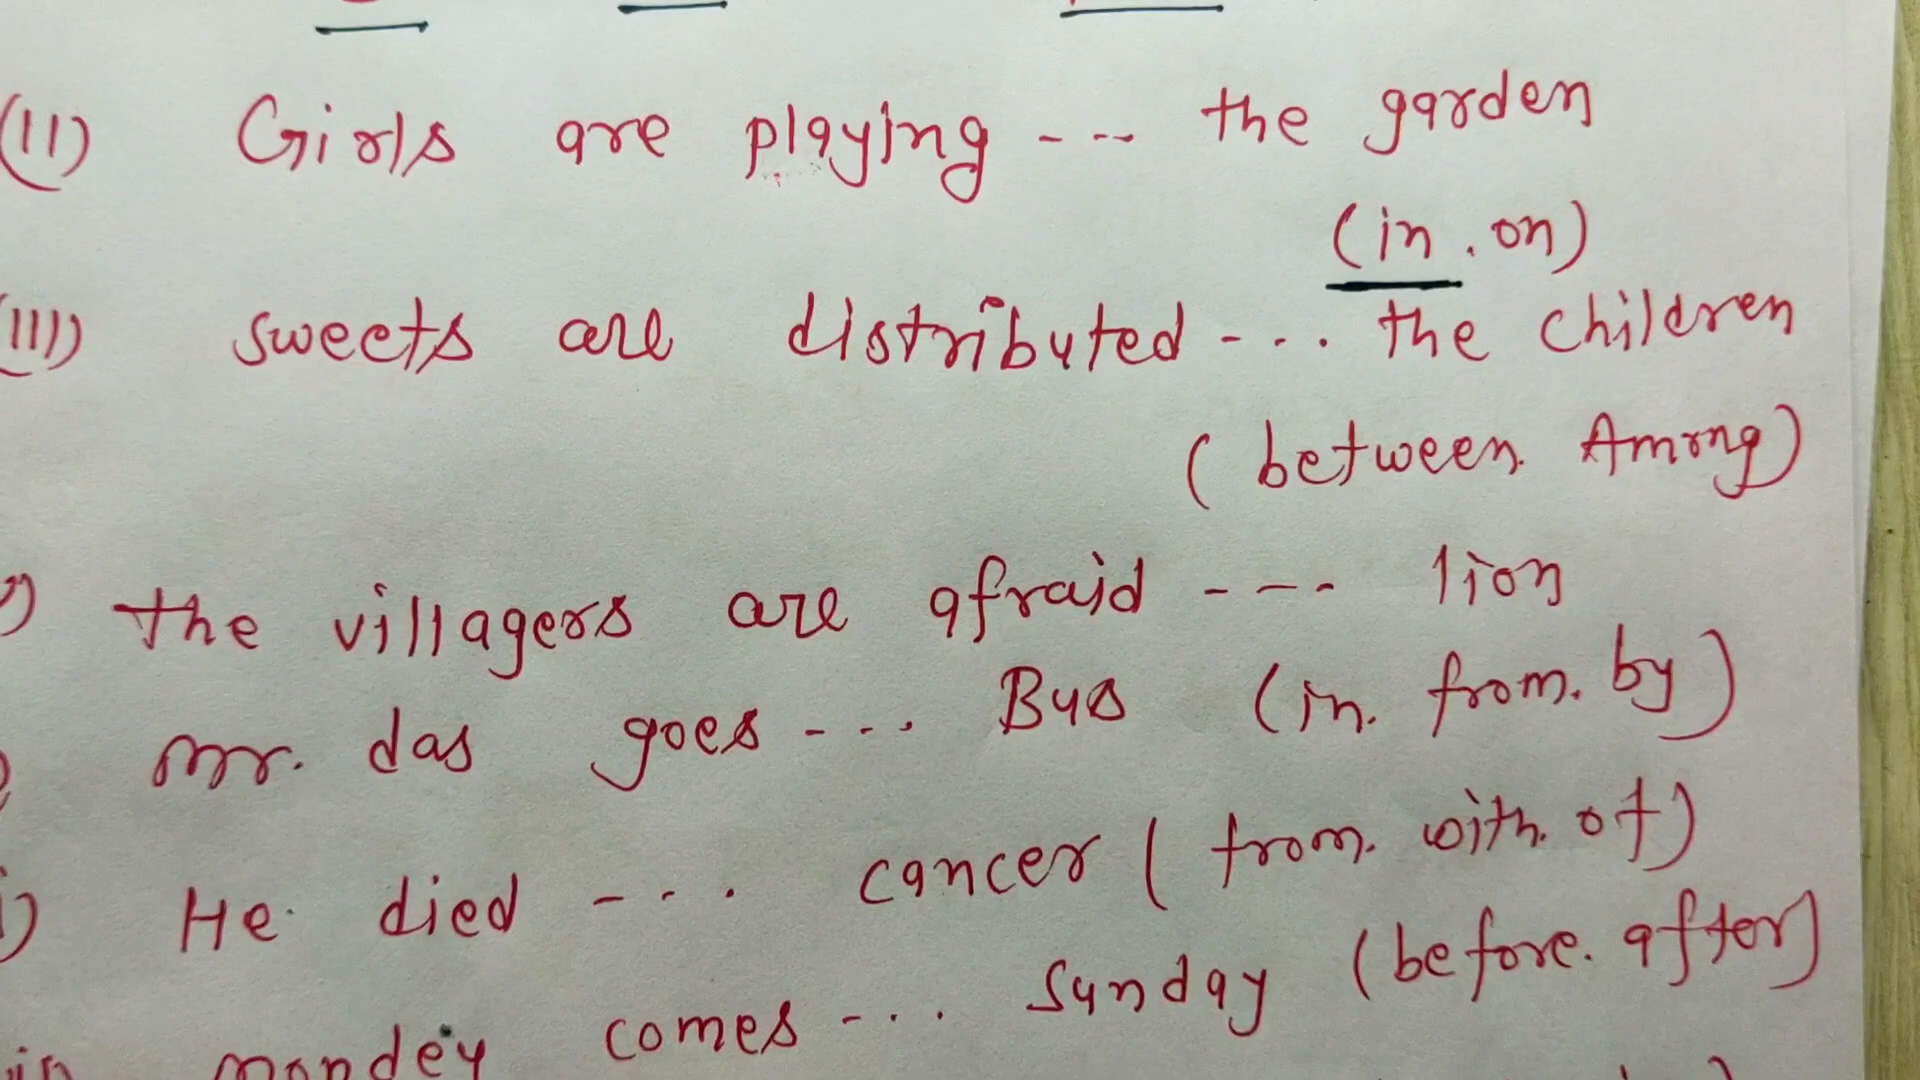 (II) Girls are playing --- the garden
(in. on)
(III) sweets are distributed --... the children
(between. Among)
the villagers are afraid ---- lion
mr. das goes --... Bus (in. from. by)
He died --.. cancer (from. with. of)
mondey comes -... Sunday (before. after)